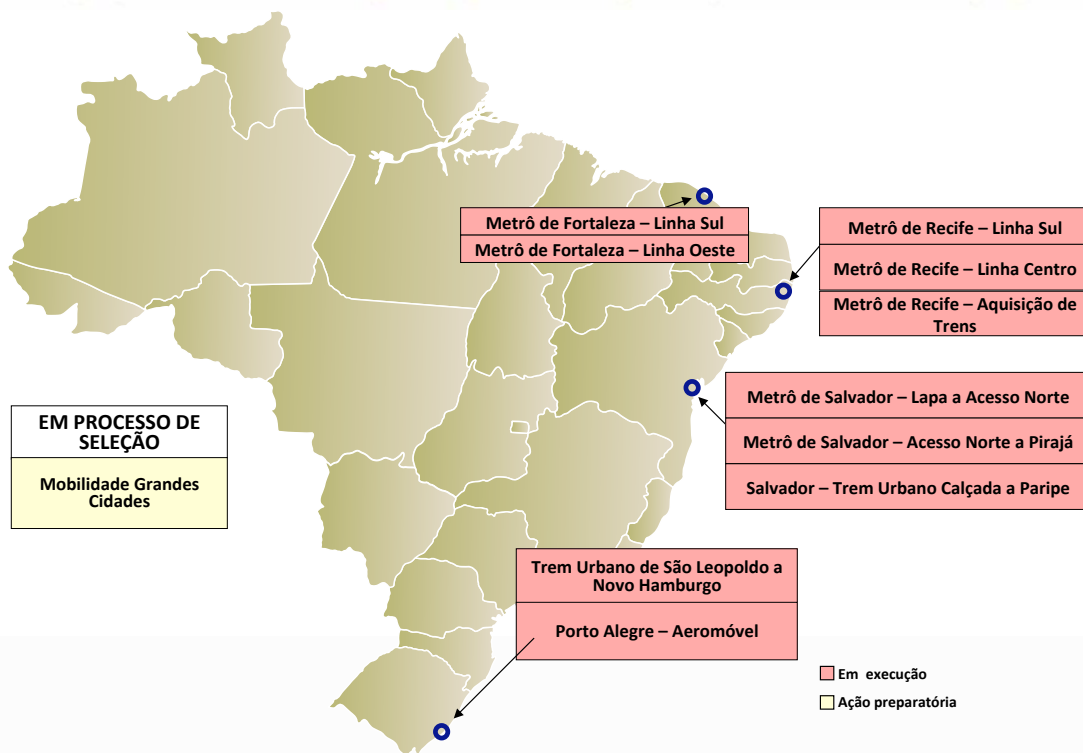 Metrô de Fortaleza – Linha Sul
Metrô de Fortaleza – Linha Oeste
Metrô de Recife – Linha Sul
Metrô de Recife – Linha Centro
Metrô de Recife – Aquisição de
Trens
Metrô de Salvador – Lapa a Acesso Norte
Metrô de Salvador – Acesso Norte a Pirajá
Salvador – Trem Urbano Calçada a Paripe
EM PROCESSO DE
SELEÇÃO
Mobilidade Grandes
Cidades
Trem Urbano de São Leopoldo a
Novo Hamburgo
Porto Alegre – Aeromóvel
Em execução
Ação preparatória